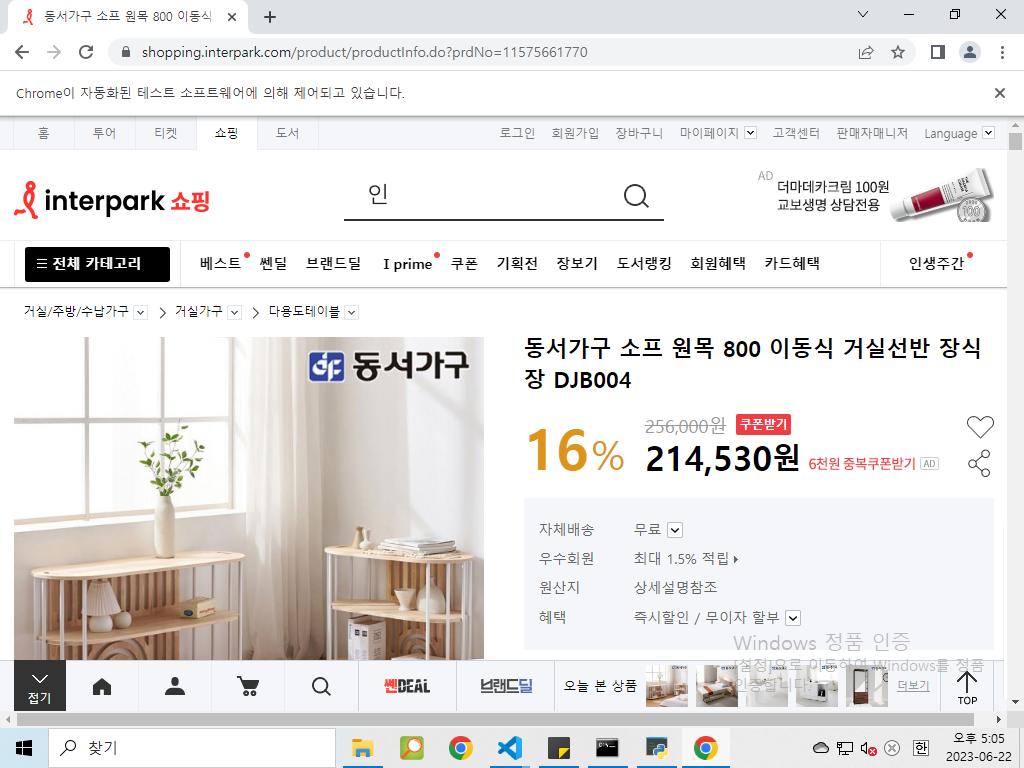 동서가구 소프 원목 800 이동식
shopping.interpark.com/product/productInfo.do?prdNo=11575661770
Chrome이 자동화된 테스트 소프트웨어에 의해 제어되고 있습니다.
홈 투어 티켓 쇼핑 도서 로그인 회원가입 장바구니 마이페이지 고객센터 판매자매니저 Language
interpark 쇼핑
인
AD
더마데카크림 100원
교보생명 상담전용
전체 카테고리 베스트 쎈딜 브랜드딜 I prime 쿠폰 기획전 장보기 도서랭킹 회원혜택 카드혜택 인생주간
거실/주방/수납가구 거실가구 다용도테이블
동서가구
동서가구 소프 원목 800 이동식 거실선반 장식
장 DJB004
16%
256,000원 쿠폰받기
214,530원 6천원 중복쿠폰받기 AD
자체배송 무료
우수회원 최대 1.5% 적립
원산지 상세설명참조
혜택 즉시할인 / 무이자 할부
Windows 정품 인증
[설정]으로 이동하여 Windows를 정품
인증합니다.
접기 쎈DEAL 브랜드딜 오늘 본 상품 더보기 TOP
찾기
한
오후 5:05
2023-06-22